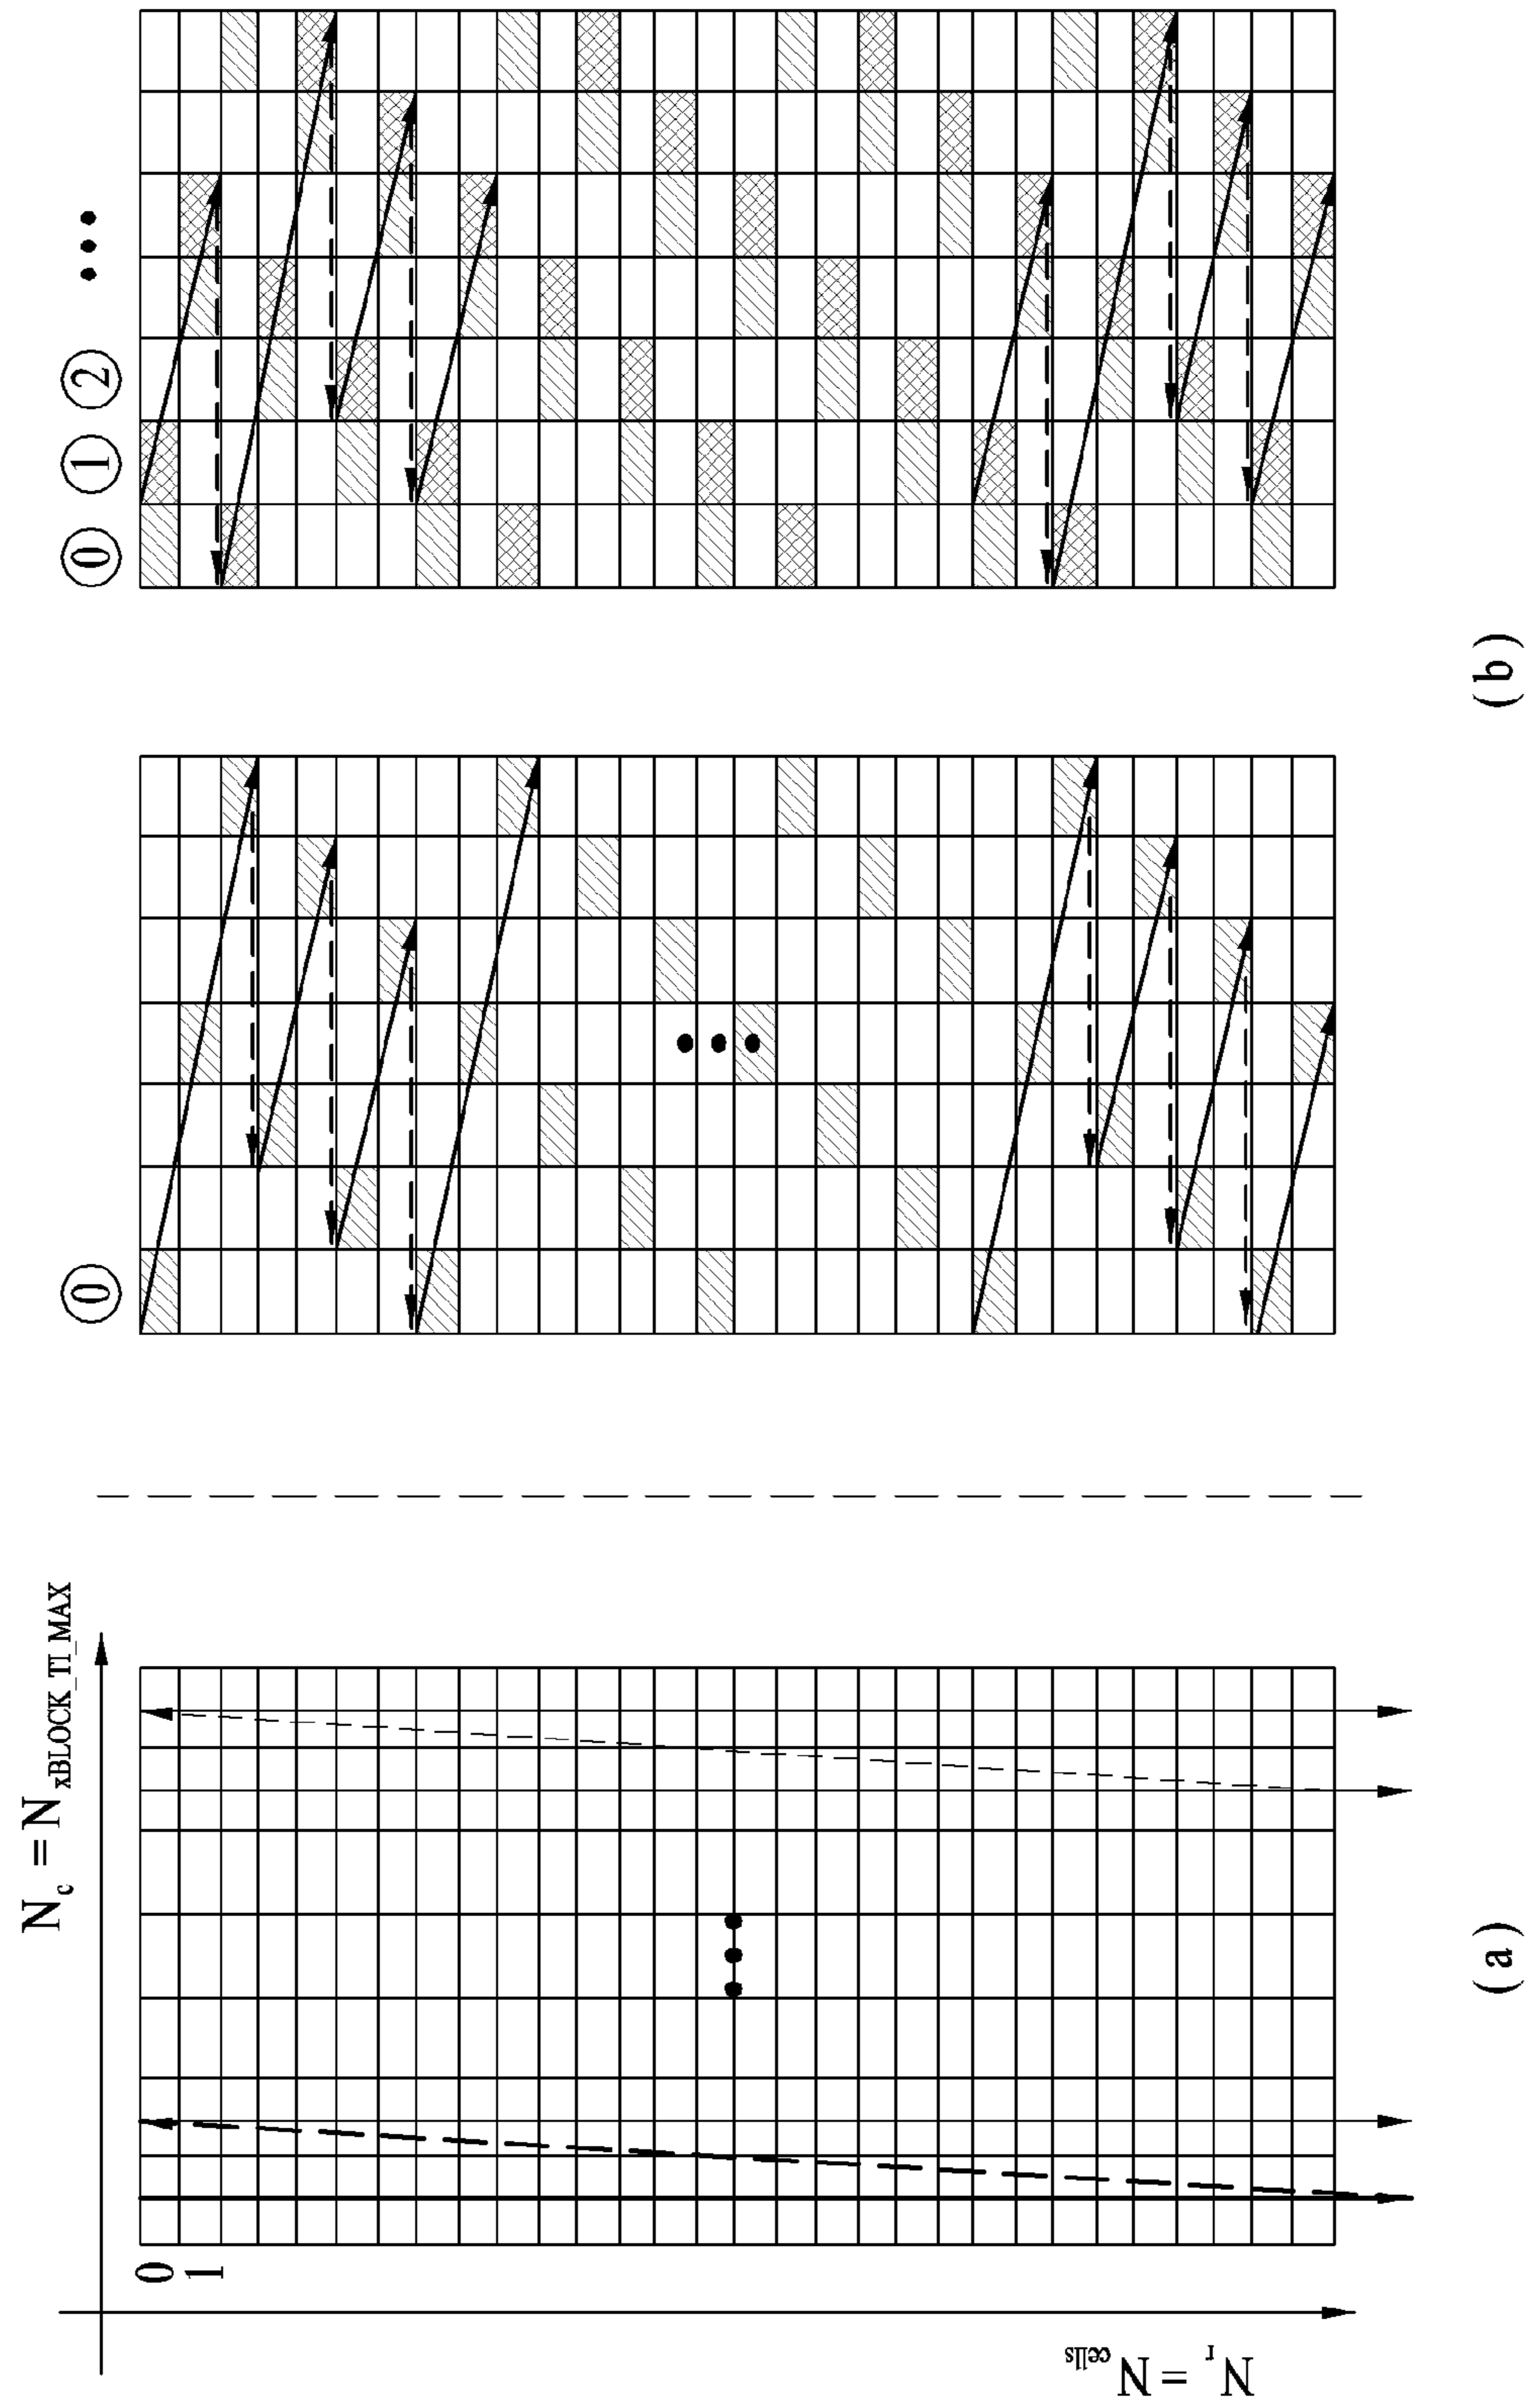 N_c = N_xBLOCK_TI_MAX
0
1
N_r = N_cells
0
0 1 2 •••
(a)
(b)